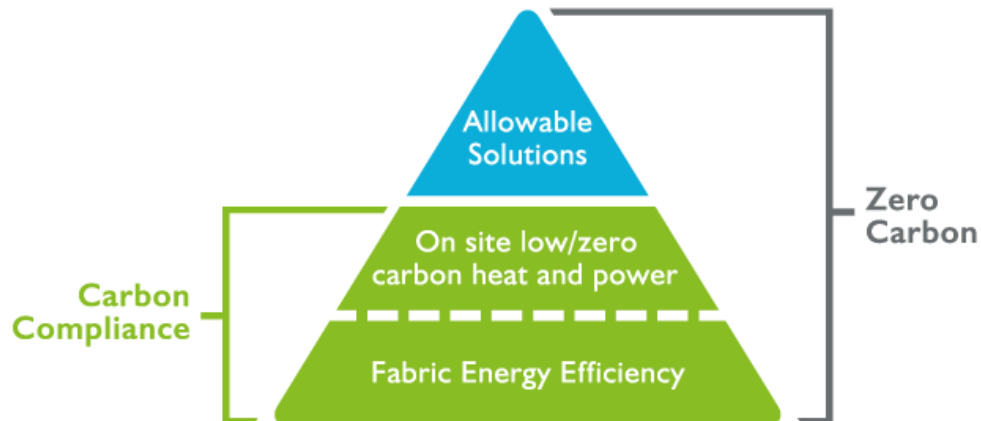 Allowable
Solutions
On site low/zero
carbon heat and power
Fabric Energy Efficiency
Carbon
Compliance
Zero
Carbon